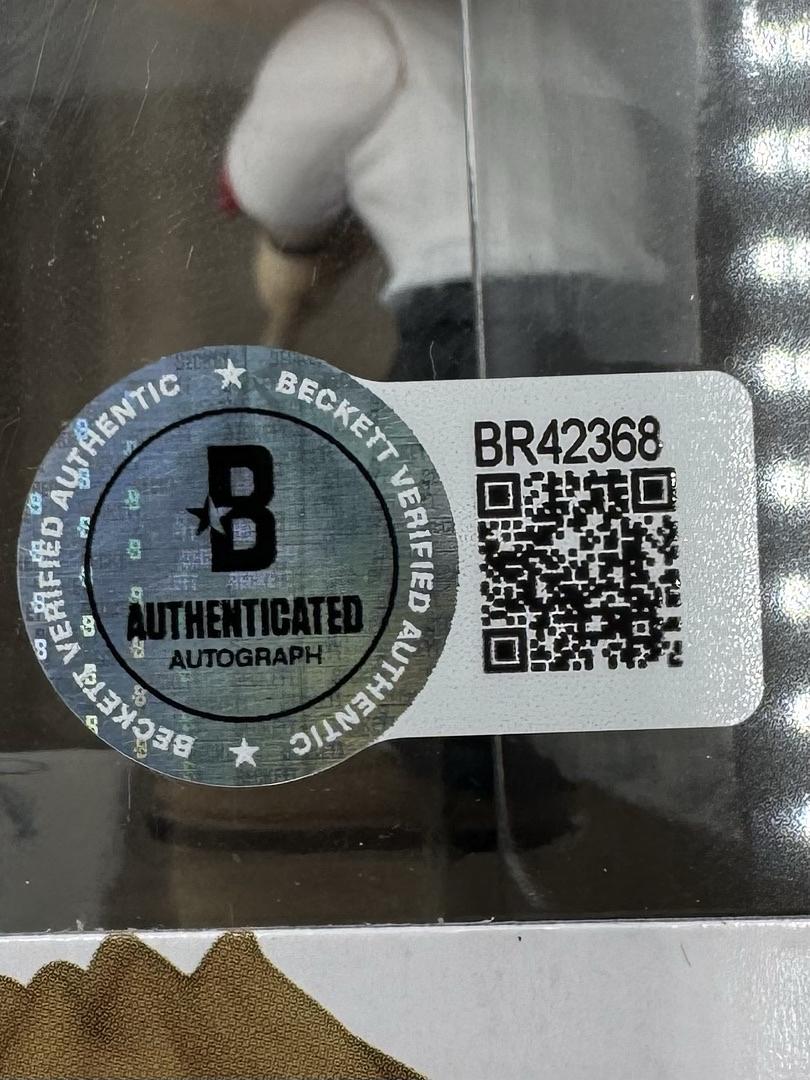 BECKETT VERIFIED AUTHENTIC
BECKETT VERIFIED AUTHENTIC
B
AUTHENTICATED
AUTOGRAPH
BR42368